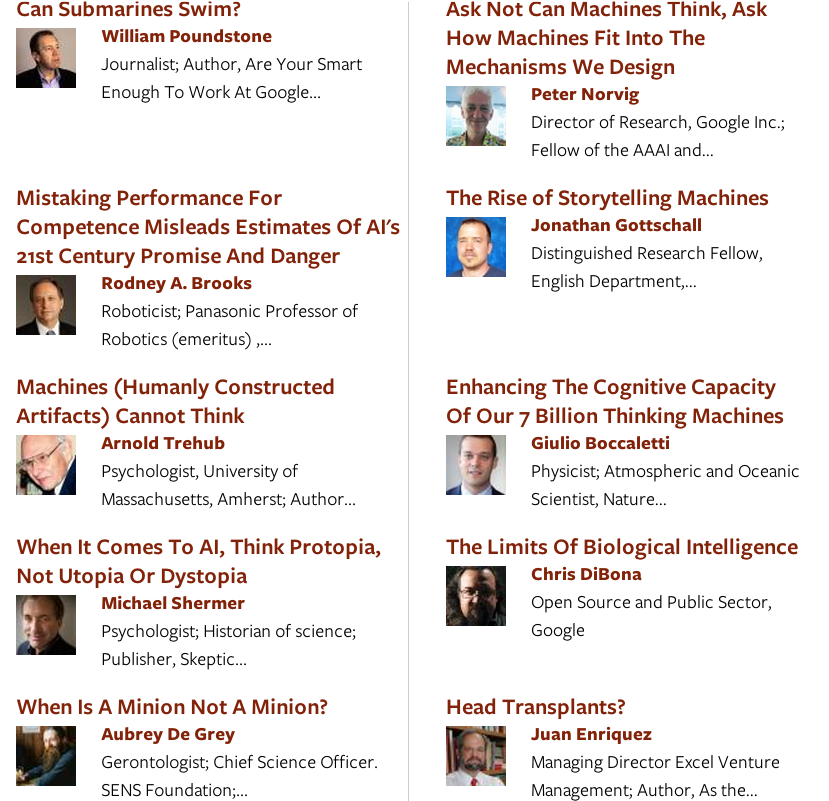 Can Submarines Swim?
William Poundstone
Journalist; Author, Are Your Smart
Enough To Work At Google...
Ask Not Can Machines Think, Ask
How Machines Fit Into The
Mechanisms We Design
Peter Norvig
Director of Research, Google Inc.;
Fellow of the AAAI and...
Mistaking Performance For
Competence Misleads Estimates Of AI's
21st Century Promise And Danger
Rodney A. Brooks
Roboticist; Panasonic Professor of
Robotics (emeritus) ,...
The Rise of Storytelling Machines
Jonathan Gottschall
Distinguished Research Fellow,
English Department,...
Machines (Humanly Constructed
Artifacts) Cannot Think
Arnold Trehub
Psychologist, University of
Massachusetts, Amherst; Author...
Enhancing The Cognitive Capacity
Of Our 7 Billion Thinking Machines
Giulio Boccaletti
Physicist; Atmospheric and Oceanic
Scientist, Nature...
When It Comes To AI, Think Protopia,
Not Utopia Or Dystopia
Michael Shermer
Psychologist; Historian of science;
Publisher, Skeptic...
The Limits Of Biological Intelligence
Chris DiBona
Open Source and Public Sector,
Google
When Is A Minion Not A Minion?
Aubrey De Grey
Gerontologist; Chief Science Officer.
SENS Foundation;...
Head Transplants?
Juan Enriquez
Managing Director Excel Venture
Management; Author, As the...